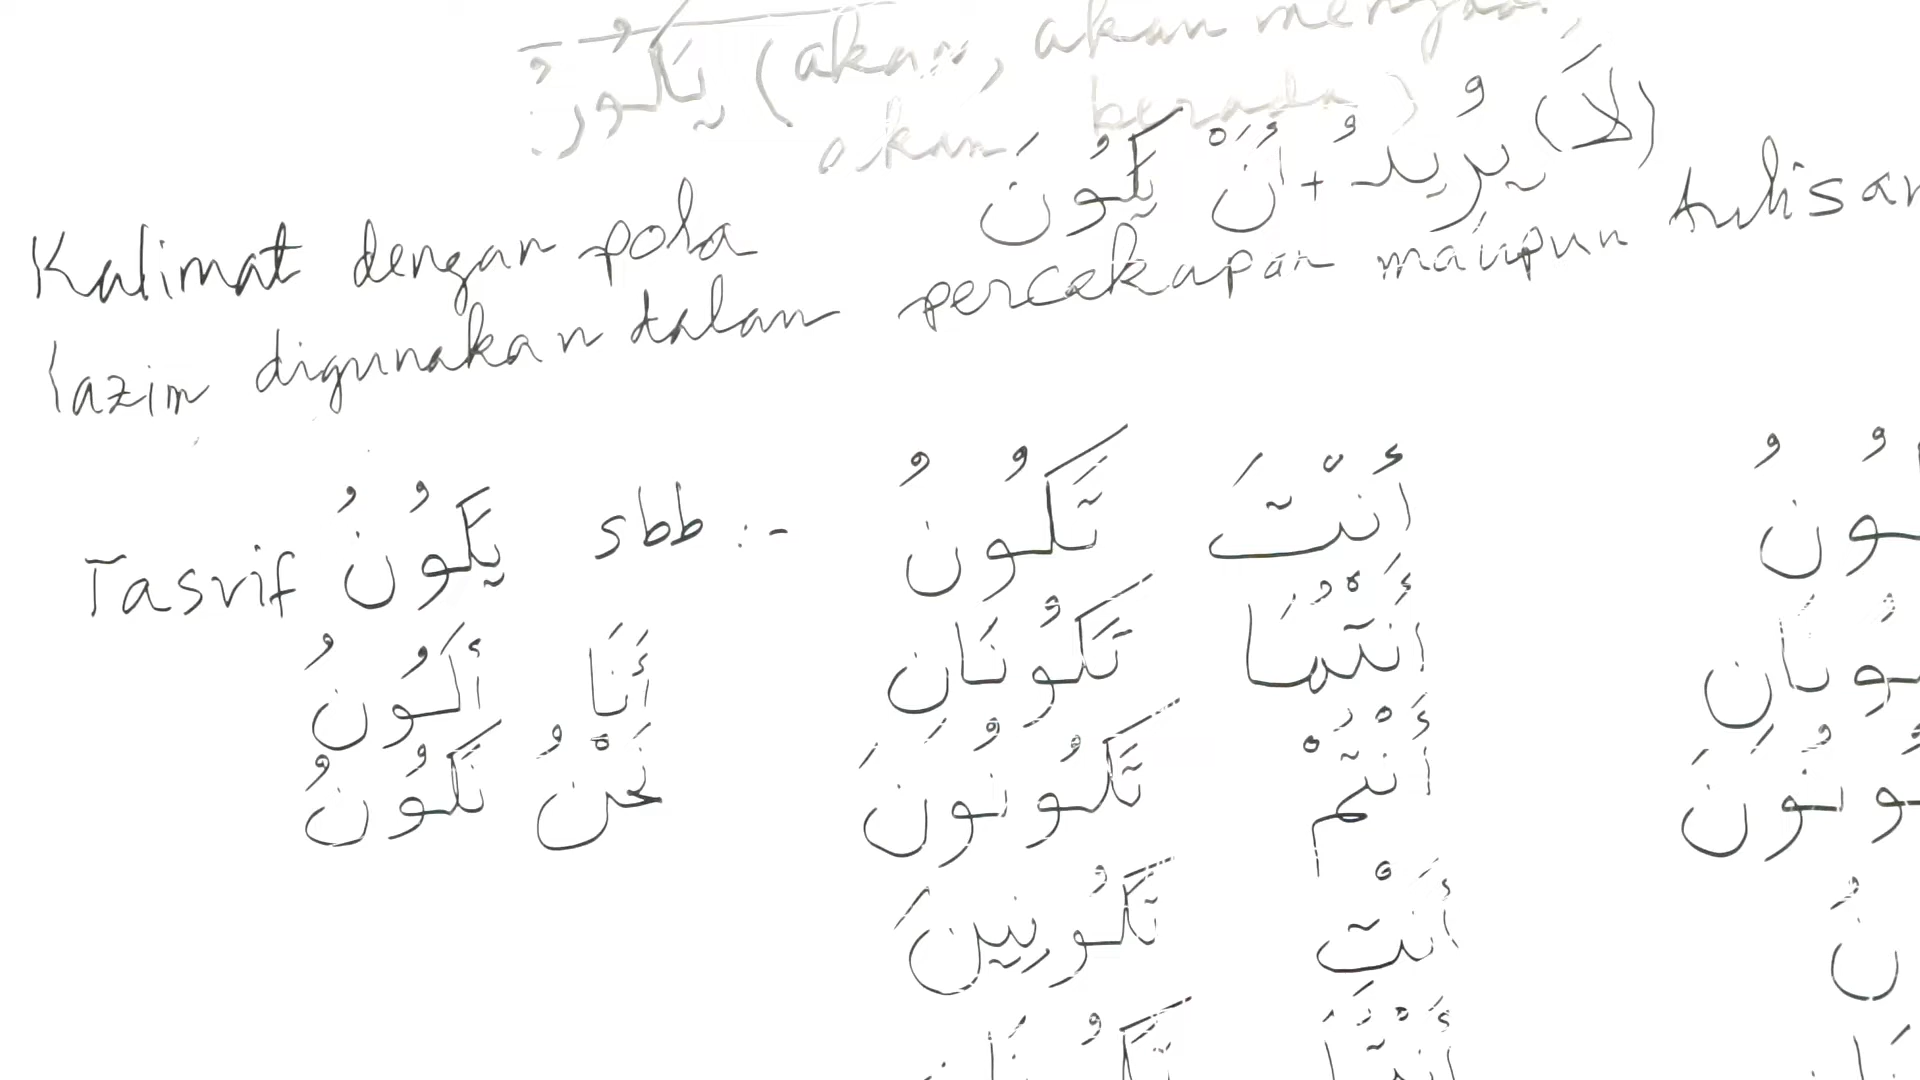 يَكُونُ (akan, akan menjadi,
akan berada)
Kalimat dengan pola (لاَ) يُرِيدُ + أَنْ يَكُونَ
lazim digunakan dalam percakapan maupun tulisan
Tasrif يَكُونُ sbb :- أَنْتَ تَكُونُ
أَنَا أَكُونُ أَنْتُمَا تَكُونَانِ
نَحْنُ نَكُونُ أَنْتُمْ تَكُونُونَ
أَنْتِ تَكُونِينَ